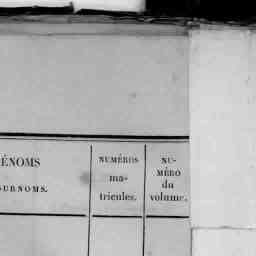 ÉNOMS
SURNOMS.
NUMÉROS
ma-
tricules.
NU-
MÉRO
du
volume.